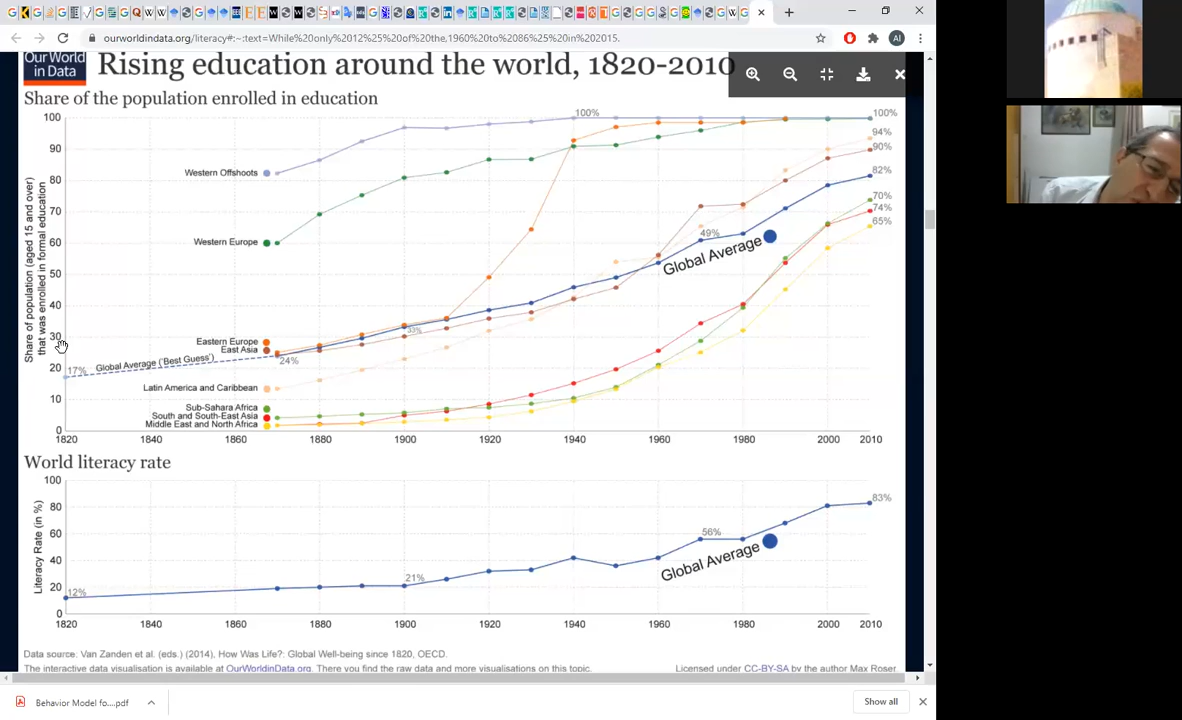 ourworldindata.org/literacy#:~:text=While%20only%2012%25%20of%20the,1960%20to%2086%25%20in%202015.
AI
Our World
in Data
Rising education around the world, 1820-2010
Share of the population enrolled in education
Share of population (aged 15 and over)
that was enrolled in formal education
100
90
80
70
60
50
40
30
20
10
0
Western Offshoots
Western Europe
Eastern Europe
East Asia
Global Average ('Best Guess')
Latin America and Caribbean
Sub-Sahara Africa
South and South-East Asia
Middle East and North Africa
17%
24%
33%
49%
Global Average
100%
100%
94%
90%
82%
70%
74%
65%
1820 1840 1860 1880 1900 1920 1940 1960 1980 2000 2010
World literacy rate
Literacy Rate (in %)
100
80
60
40
20
0
12%
21%
56%
Global Average
83%
1820 1840 1860 1880 1900 1920 1940 1960 1980 2000 2010
Data source: Van Zanden et al. (eds.) (2014), How Was Life?: Global Well-being since 1820, OECD.
The interactive data visualisation is available at OurWorldinData.org. There you find the raw data and more visualisations on this topic.
Licensed under CC-BY-SA by the author Max Roser.
Behavior Model fo....pdf
Show all